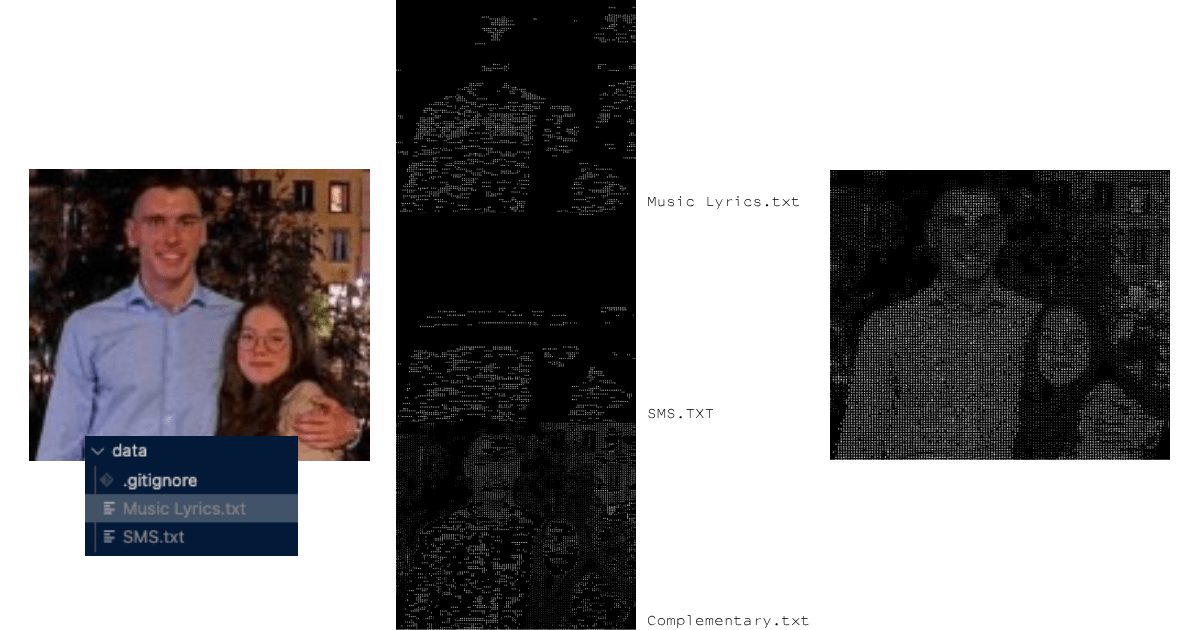 Music Lyrics.txt
SMS.TXT
data
.gitignore
Music Lyrics.txt
SMS.txt
Complementary.txt